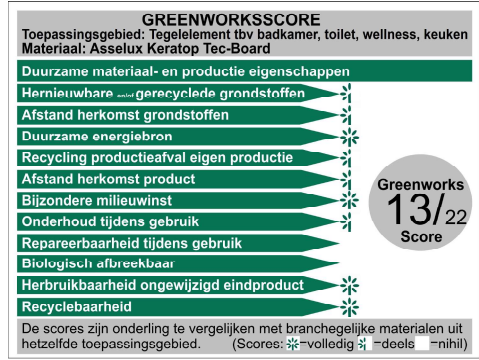 GREENWORKSSCORE
Toepassingsgebied: Tegelelement tbv badkamer, toilet, wellness, keuken
Materiaal: Asselux Keratop Tec-Board
Duurzame materiaal- en productie eigenschappen
Hernieuwbare en/of gerecyclede grondstoffen
Afstand herkomst grondstoffen
Duurzame energiebron
Recycling productieafval eigen productie
Afstand herkomst product
Bijzondere milieuwinst
Onderhoud tijdens gebruik
Repareerbaarheid tijdens gebruik
Biologisch afbreekbaar
Herbruikbaarheid ongewijzigd eindproduct
Recyclebaarheid
Greenworks
13/22
Score
De scores zijn onderling te vergelijken met branchegelijke materialen uit
hetzelfde toepassingsgebied. (Scores: =volledig =deels =nihil)